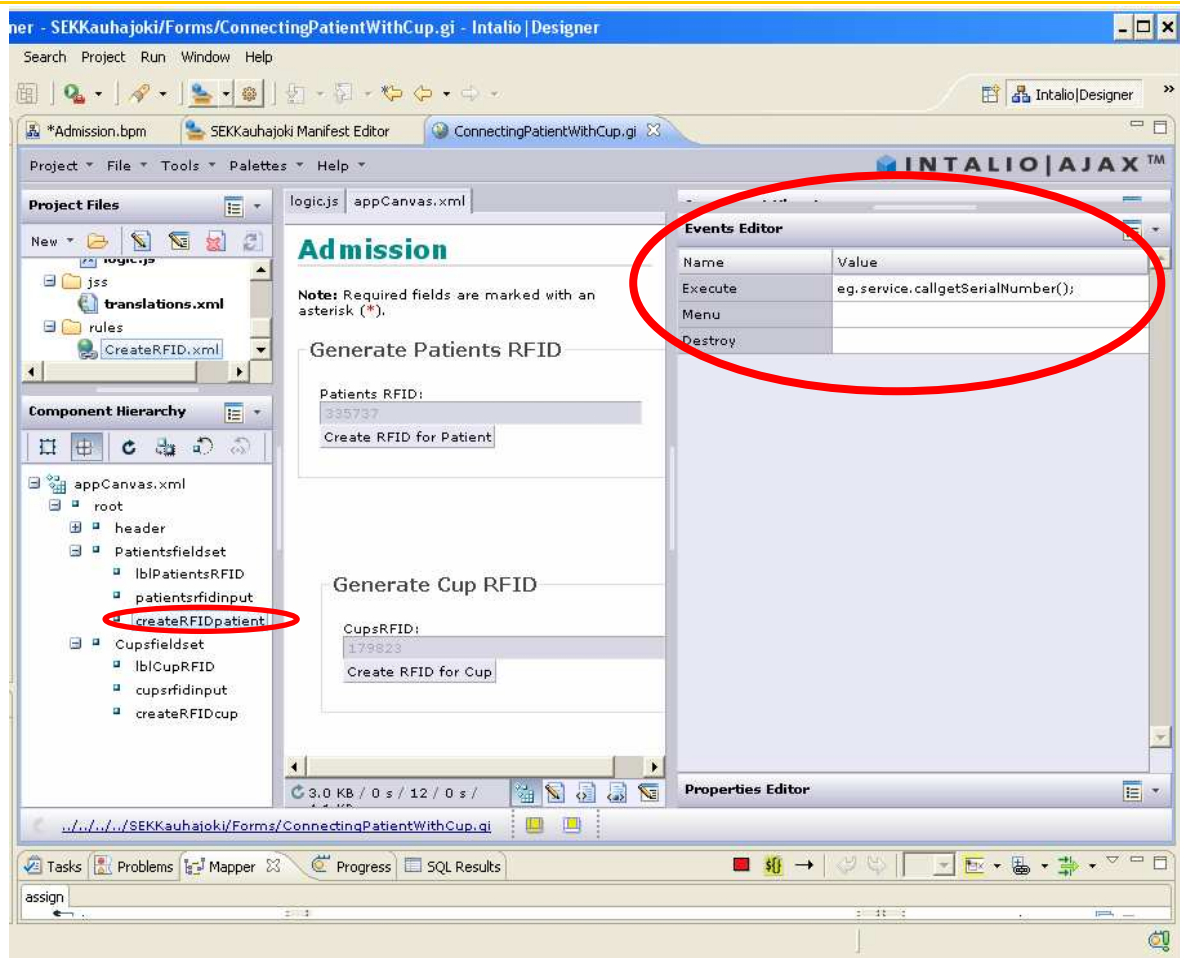 ner - SEKKauhajoki/Forms/ConnectingPatientWithCup.gi - Intalio|Designer
Search Project Run Window Help
Intalio|Designer
*Admission.bpm SEKKauhajoki Manifest Editor ConnectingPatientWithCup.gi
Project File Tools Palettes Help
INTALIO|AJAX™
Project Files
New
logic.js
jss
translations.xml
rules
CreateRFID.xml
Component Hierarchy
appCanvas.xml
root
header
Patientsfieldset
lblPatientsRFID
patientsrfidinput
createRFIDpatient
Cupsfieldset
lblCupRFID
cupsrfidinput
createRFIDcup
logic.js appCanvas.xml
Admission
Note: Required fields are marked with an
asterisk (*).
Generate Patients RFID
Patients RFID:
335737
Create RFID for Patient
Generate Cup RFID
CupsRFID:
179823
Create RFID for Cup
3.0 KB / 0 s / 12 / 0 s /
Events Editor
Name Value
Execute eg.service.callgetSerialNumber();
Menu
Destroy
Properties Editor
../../../../SEKKauhajoki/Forms/ConnectingPatientWithCup.gi
Tasks Problems Mapper Progress SQL Results
assign